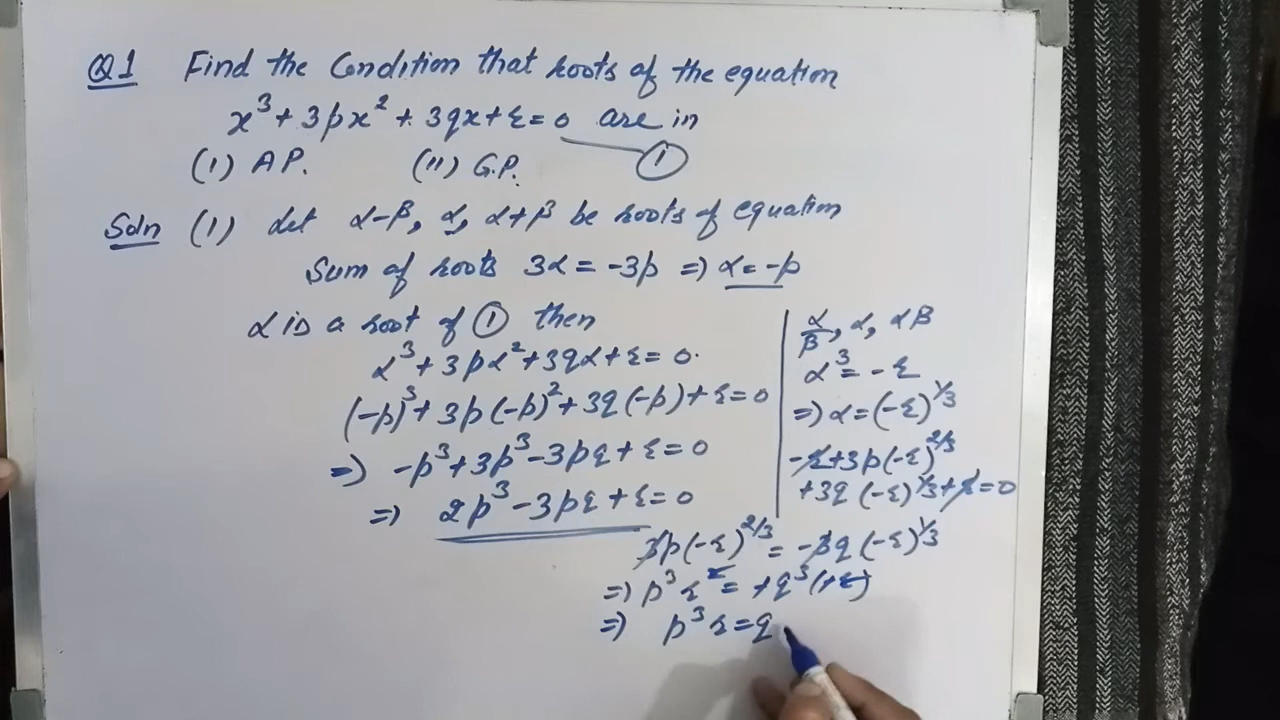 Q1 Find the Condition that roots of the equation
x³ + 3px² + 3qx + r = 0 are in
(1) A P. (11) G.P. ①
Soln (1) Let α-β, α, α+β be roots of equation
Sum of roots 3α = -3p => α = -p
α is a root of ① then
α³ + 3pα² + 3qα + r = 0.
(-p)³ + 3p(-p)² + 3q(-p) + r = 0
=) -p³ + 3p³ - 3pq + r = 0
=) 2p³ - 3pq + r = 0
α/β, α, αβ
α³ = -r
=) α = (-r)^1/3
-r + 3p(-r)^2/3
+3q (-r)^1/3 + r = 0
3p(-r)^2/3 = -3q (-r)^1/3
=) p³ r² = +q³ (+r)
=) p³ r = q